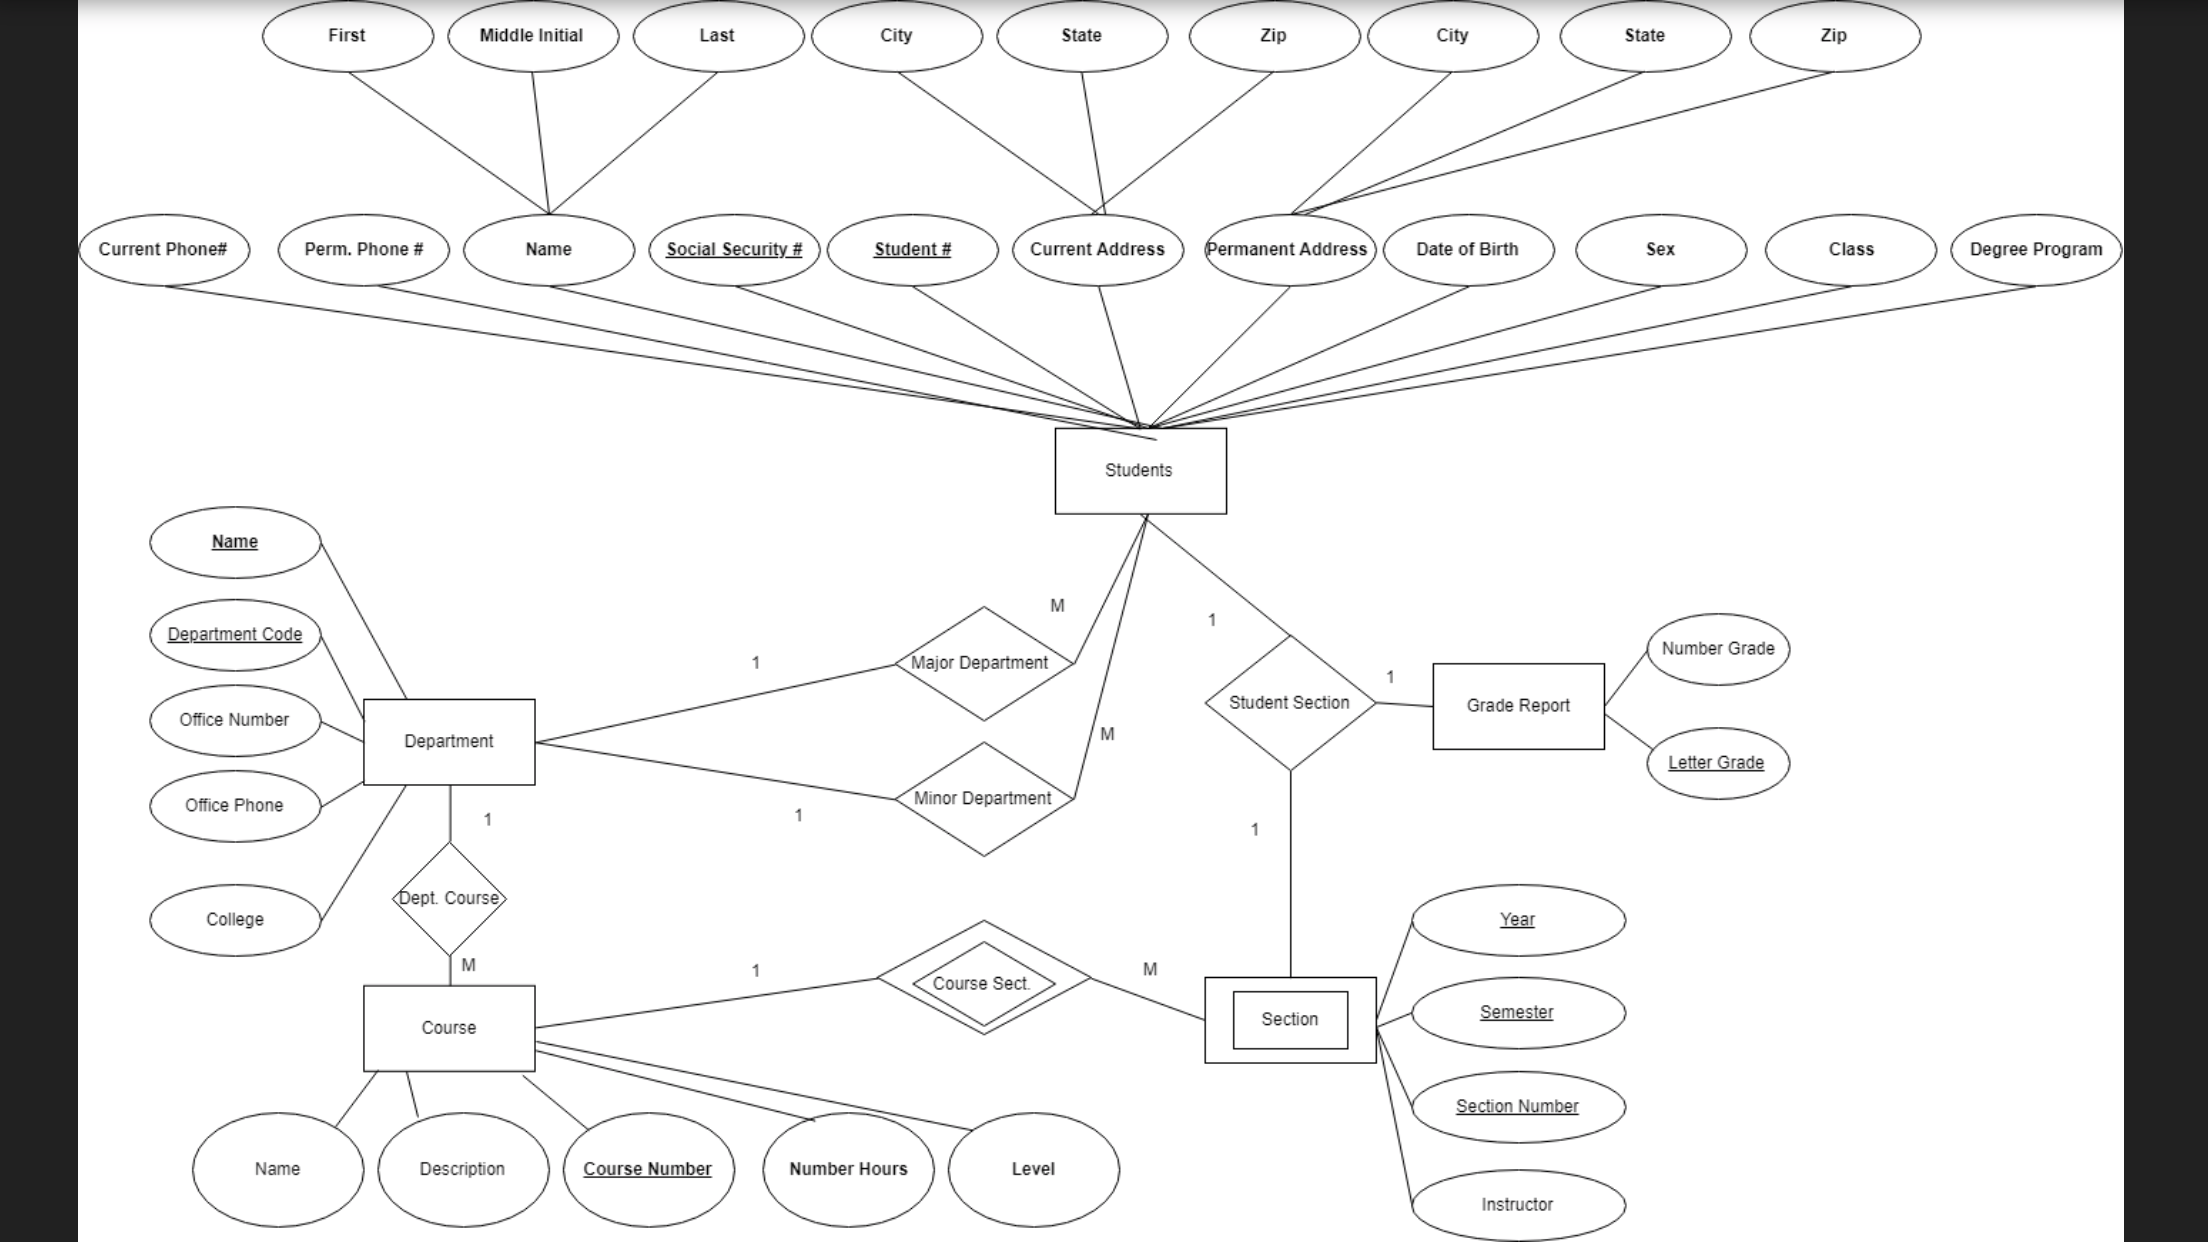 First
Middle Initial
Last
City
State
Zip
City
State
Zip
Current Phone#
Perm. Phone #
Name
Social Security #
Student #
Current Address
Permanent Address
Date of Birth
Sex
Class
Degree Program
Students
Name
Department Code
Office Number
Office Phone
College
Department
1
M
Major Department
1
M
Minor Department
1
1
1
Student Section
Grade Report
Number Grade
Letter Grade
1
Dept. Course
M
Course
1
Course Sect.
M
Section
Year
Semester
Section Number
Instructor
Name
Description
Course Number
Number Hours
Level